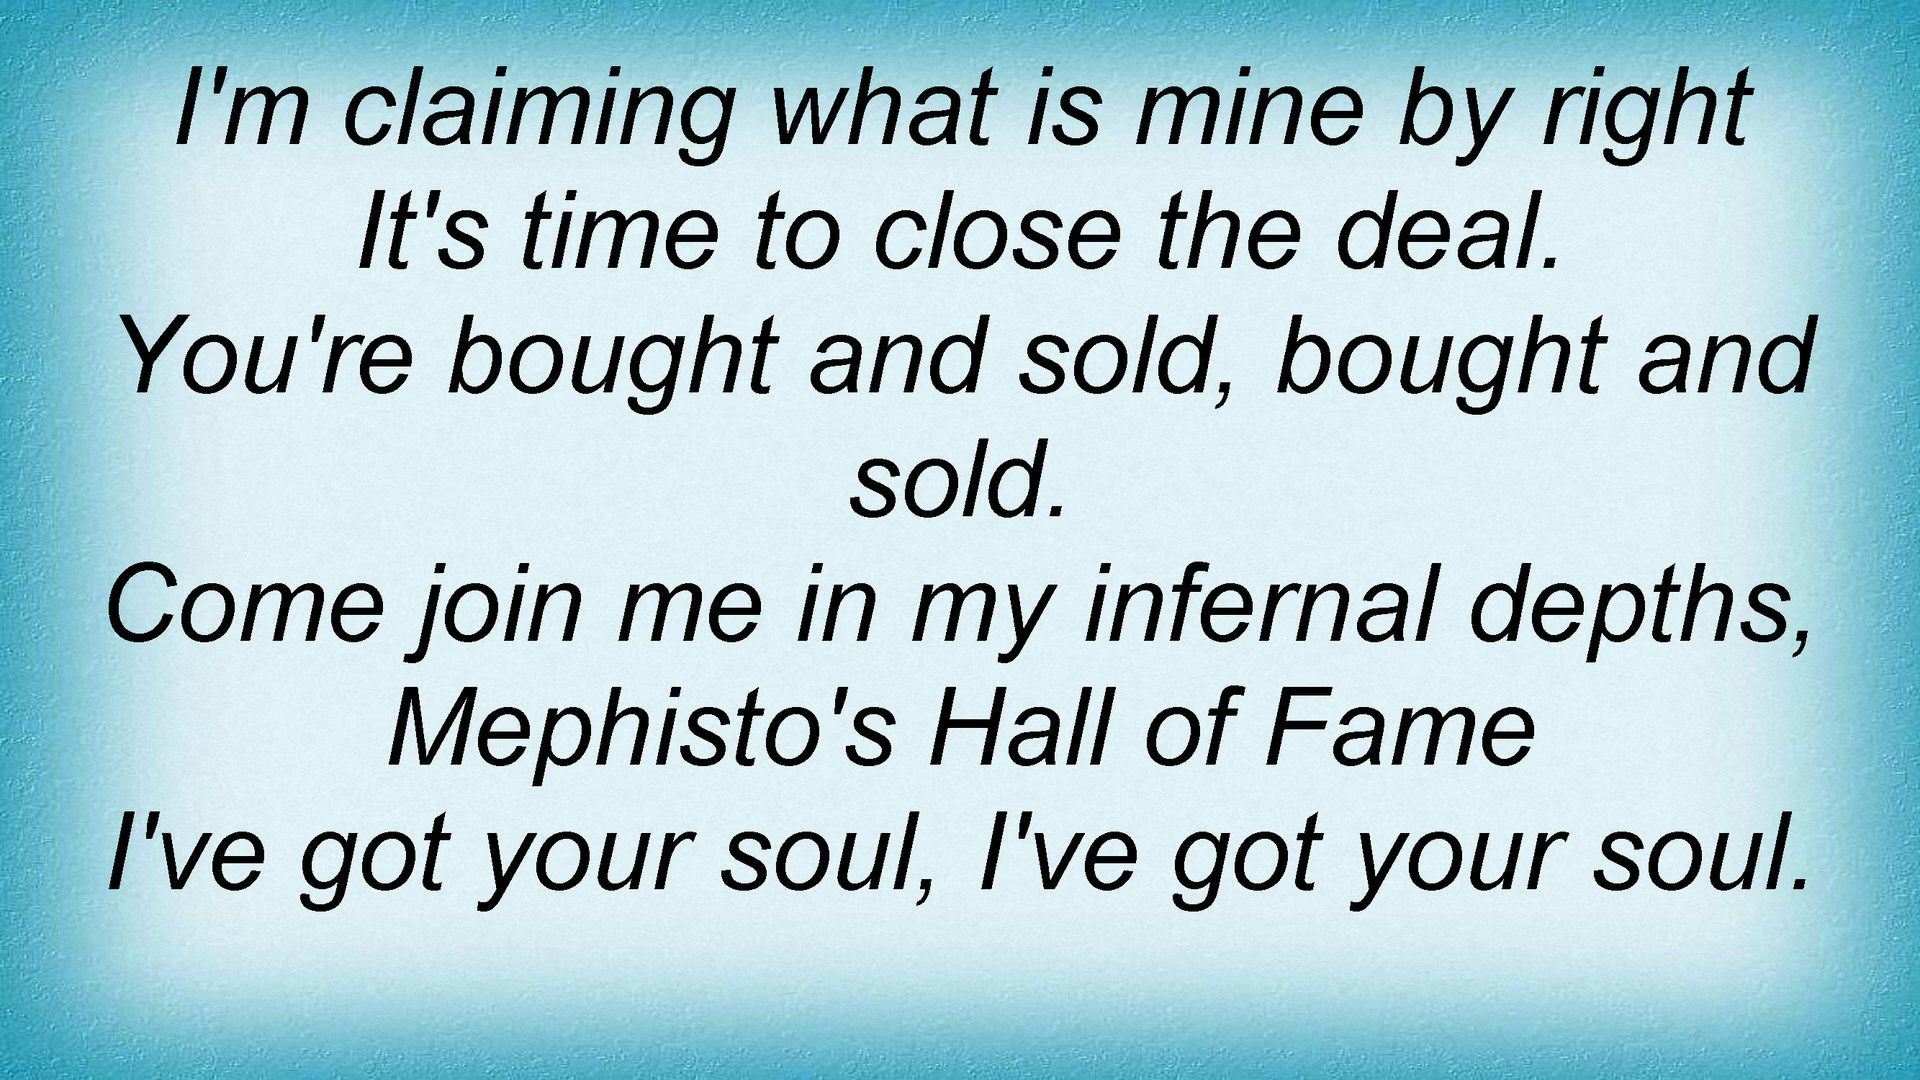 I'm claiming what is mine by right
It's time to close the deal.
You're bought and sold, bought and
sold.
Come join me in my infernal depths,
Mephisto's Hall of Fame
I've got your soul, I've got your soul.